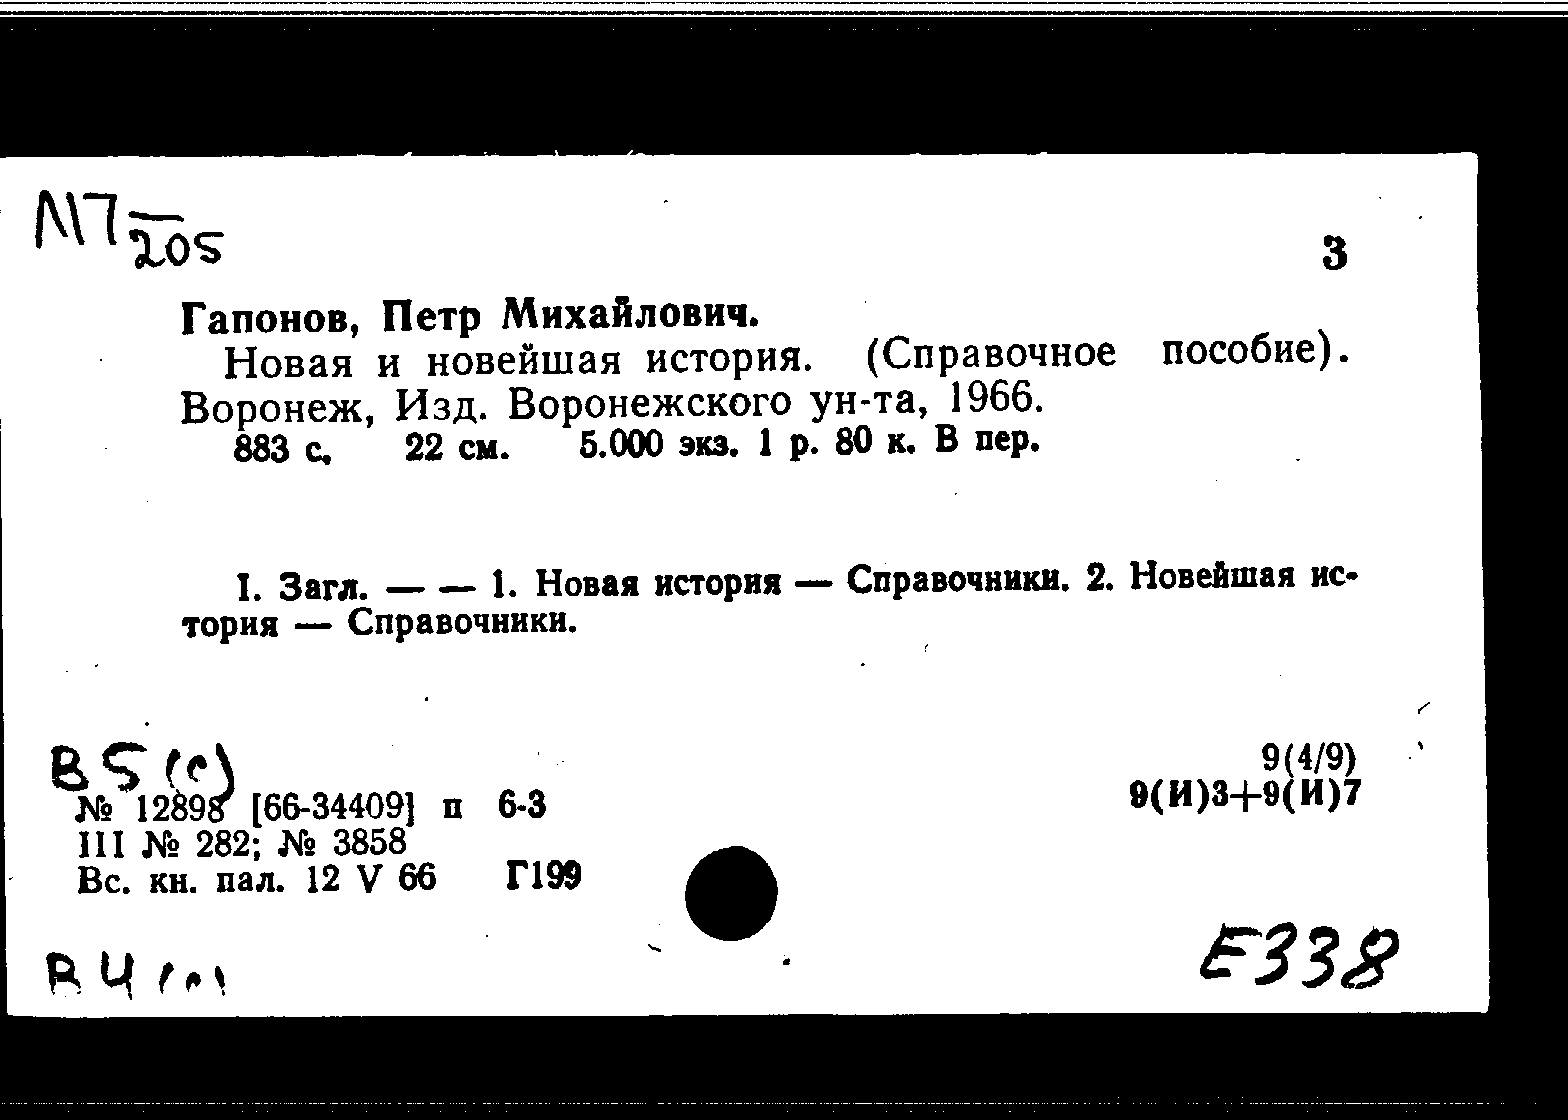 205
3
Гапонов, Петр Михайлович.
Новая и новейшая история. (Справочное пособие).
Воронеж, Изд. Воронежского ун-та, 1966.
883 с. 22 см. 5.000 экз. 1 р. 80 к. В пер.
I. Загл. — — 1. Новая история — Справочники. 2. Новейшая ис-
тория — Справочники.
В 5 (с)
9(4/9)
№ 12898 [66-34409] п 6-3
9(И)3+9(И)7
III № 282; № 3858
Вс. кн. пал. 12 V 66 Г199
Е338